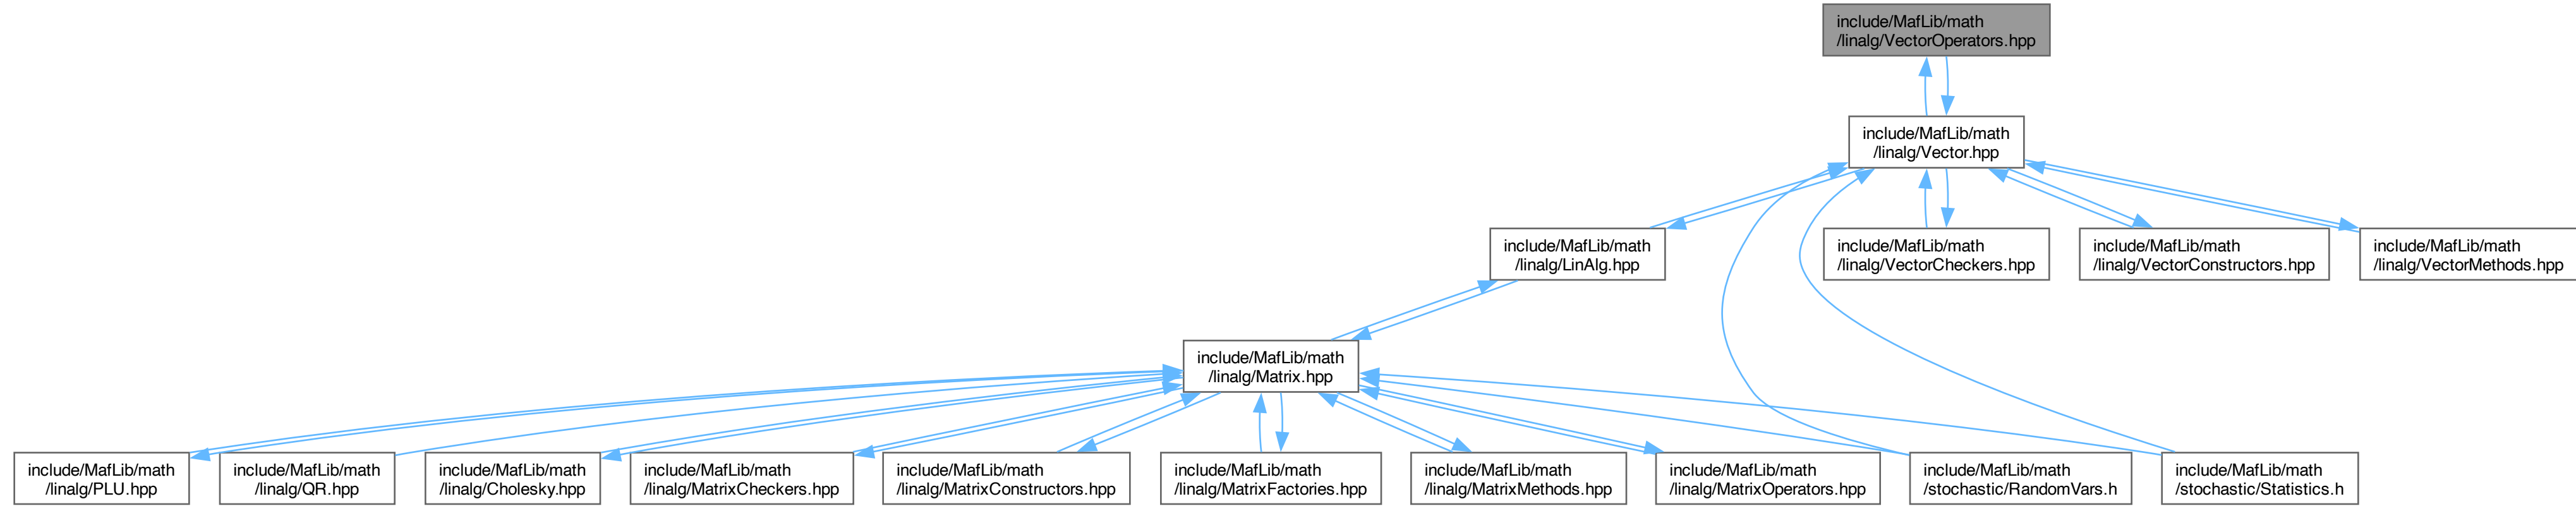 include/MafLib/math
/linalg/VectorOperators.hpp
include/MafLib/math
/linalg/Vector.hpp
include/MafLib/math
/linalg/LinAlg.hpp
include/MafLib/math
/linalg/VectorCheckers.hpp
include/MafLib/math
/linalg/VectorConstructors.hpp
include/MafLib/math
/linalg/VectorMethods.hpp
include/MafLib/math
/linalg/Matrix.hpp
include/MafLib/math
/linalg/PLU.hpp
include/MafLib/math
/linalg/QR.hpp
include/MafLib/math
/linalg/Cholesky.hpp
include/MafLib/math
/linalg/MatrixCheckers.hpp
include/MafLib/math
/linalg/MatrixConstructors.hpp
include/MafLib/math
/linalg/MatrixFactories.hpp
include/MafLib/math
/linalg/MatrixMethods.hpp
include/MafLib/math
/linalg/MatrixOperators.hpp
include/MafLib/math
/stochastic/RandomVars.h
include/MafLib/math
/stochastic/Statistics.h